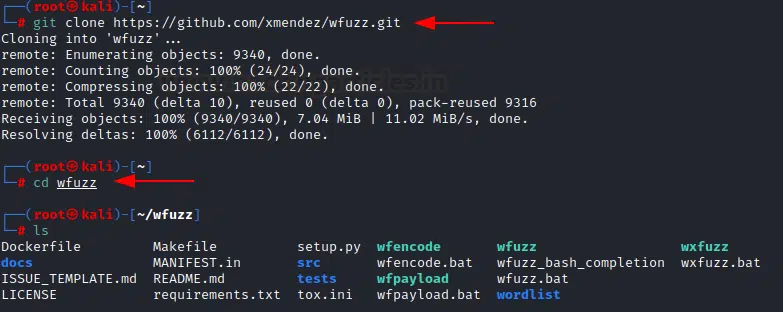 ┌──(root㉿kali)-[~]
└─# git clone https://github.com/xmendez/wfuzz.git
Cloning into 'wfuzz'...
remote: Enumerating objects: 9340, done.
remote: Counting objects: 100% (24/24), done.
remote: Compressing objects: 100% (22/22), done.
remote: Total 9340 (delta 10), reused 0 (delta 0), pack-reused 9316
Receiving objects: 100% (9340/9340), 7.04 MiB | 11.02 MiB/s, done.
Resolving deltas: 100% (6112/6112), done.
┌──(root㉿kali)-[~]
└─# cd wfuzz
┌──(root㉿kali)-[~/wfuzz]
└─# ls
Dockerfile Makefile setup.py wfencode wfuzz wxfuzz
docs MANIFEST.in src wfencode.bat wfuzz_bash_completion wxfuzz.bat
ISSUE_TEMPLATE.md README.md tests wfpayload wfuzz.bat
LICENSE requirements.txt tox.ini wfpayload.bat wordlist